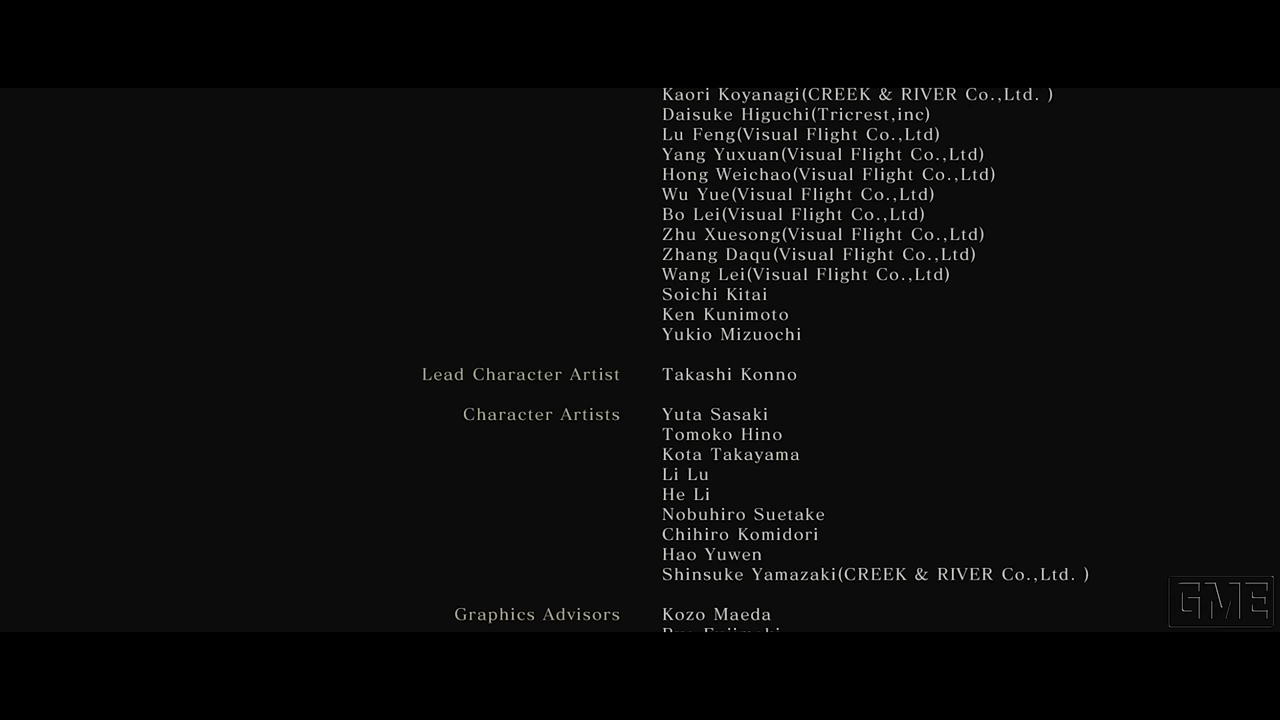 Kaori Koyanagi(CREEK & RIVER Co.,Ltd. )
Daisuke Higuchi(Tricrest,inc)
Lu Feng(Visual Flight Co.,Ltd)
Yang Yuxuan(Visual Flight Co.,Ltd)
Hong Weichao(Visual Flight Co.,Ltd)
Wu Yue(Visual Flight Co.,Ltd)
Bo Lei(Visual Flight Co.,Ltd)
Zhu Xuesong(Visual Flight Co.,Ltd)
Zhang Daqu(Visual Flight Co.,Ltd)
Wang Lei(Visual Flight Co.,Ltd)
Soichi Kitai
Ken Kunimoto
Yukio Mizuochi
Lead Character Artist Takashi Konno
Character Artists Yuta Sasaki
Tomoko Hino
Kota Takayama
Li Lu
He Li
Nobuhiro Suetake
Chihiro Komidori
Hao Yuwen
Shinsuke Yamazaki(CREEK & RIVER Co.,Ltd. )
Graphics Advisors Kozo Maeda
GME